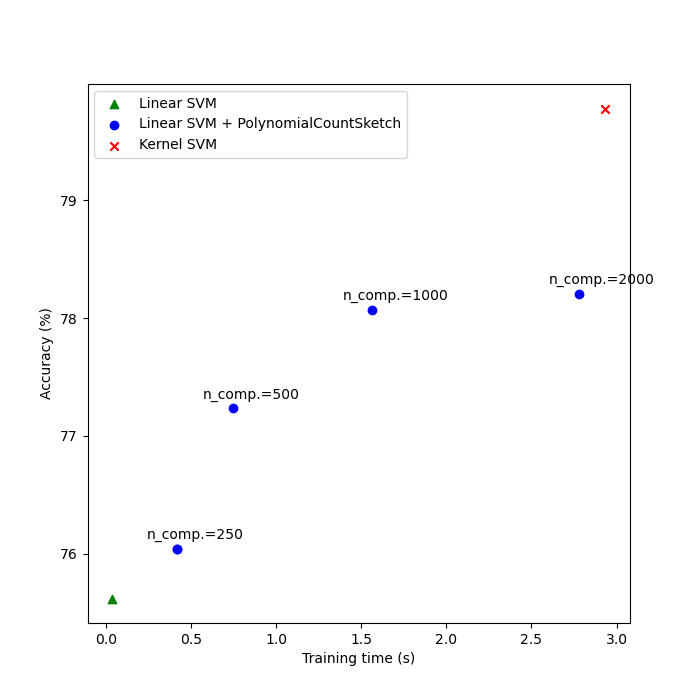 Linear SVM
Linear SVM + PolynomialCountSketch
Kernel SVM
79
n_comp.=2000
n_comp.=1000
78
Accuracy (%)
n_comp.=500
77
n_comp.=250
76
0.0 0.5 1.0 1.5 2.0 2.5 3.0
Training time (s)